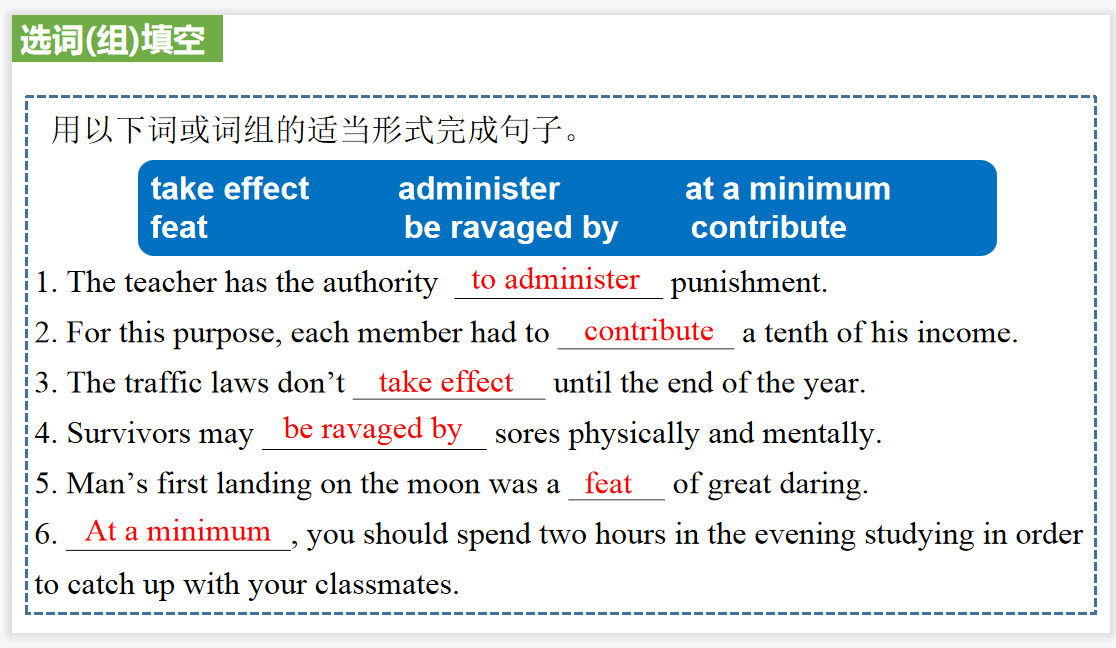 选词(组)填空
用以下词或词组的适当形式完成句子。
take effect administer at a minimum
feat be ravaged by contribute
1. The teacher has the authority to administer punishment.
2. For this purpose, each member had to contribute a tenth of his income.
3. The traffic laws don’t take effect until the end of the year.
4. Survivors may be ravaged by sores physically and mentally.
5. Man’s first landing on the moon was a feat of great daring.
6. At a minimum, you should spend two hours in the evening studying in order
to catch up with your classmates.